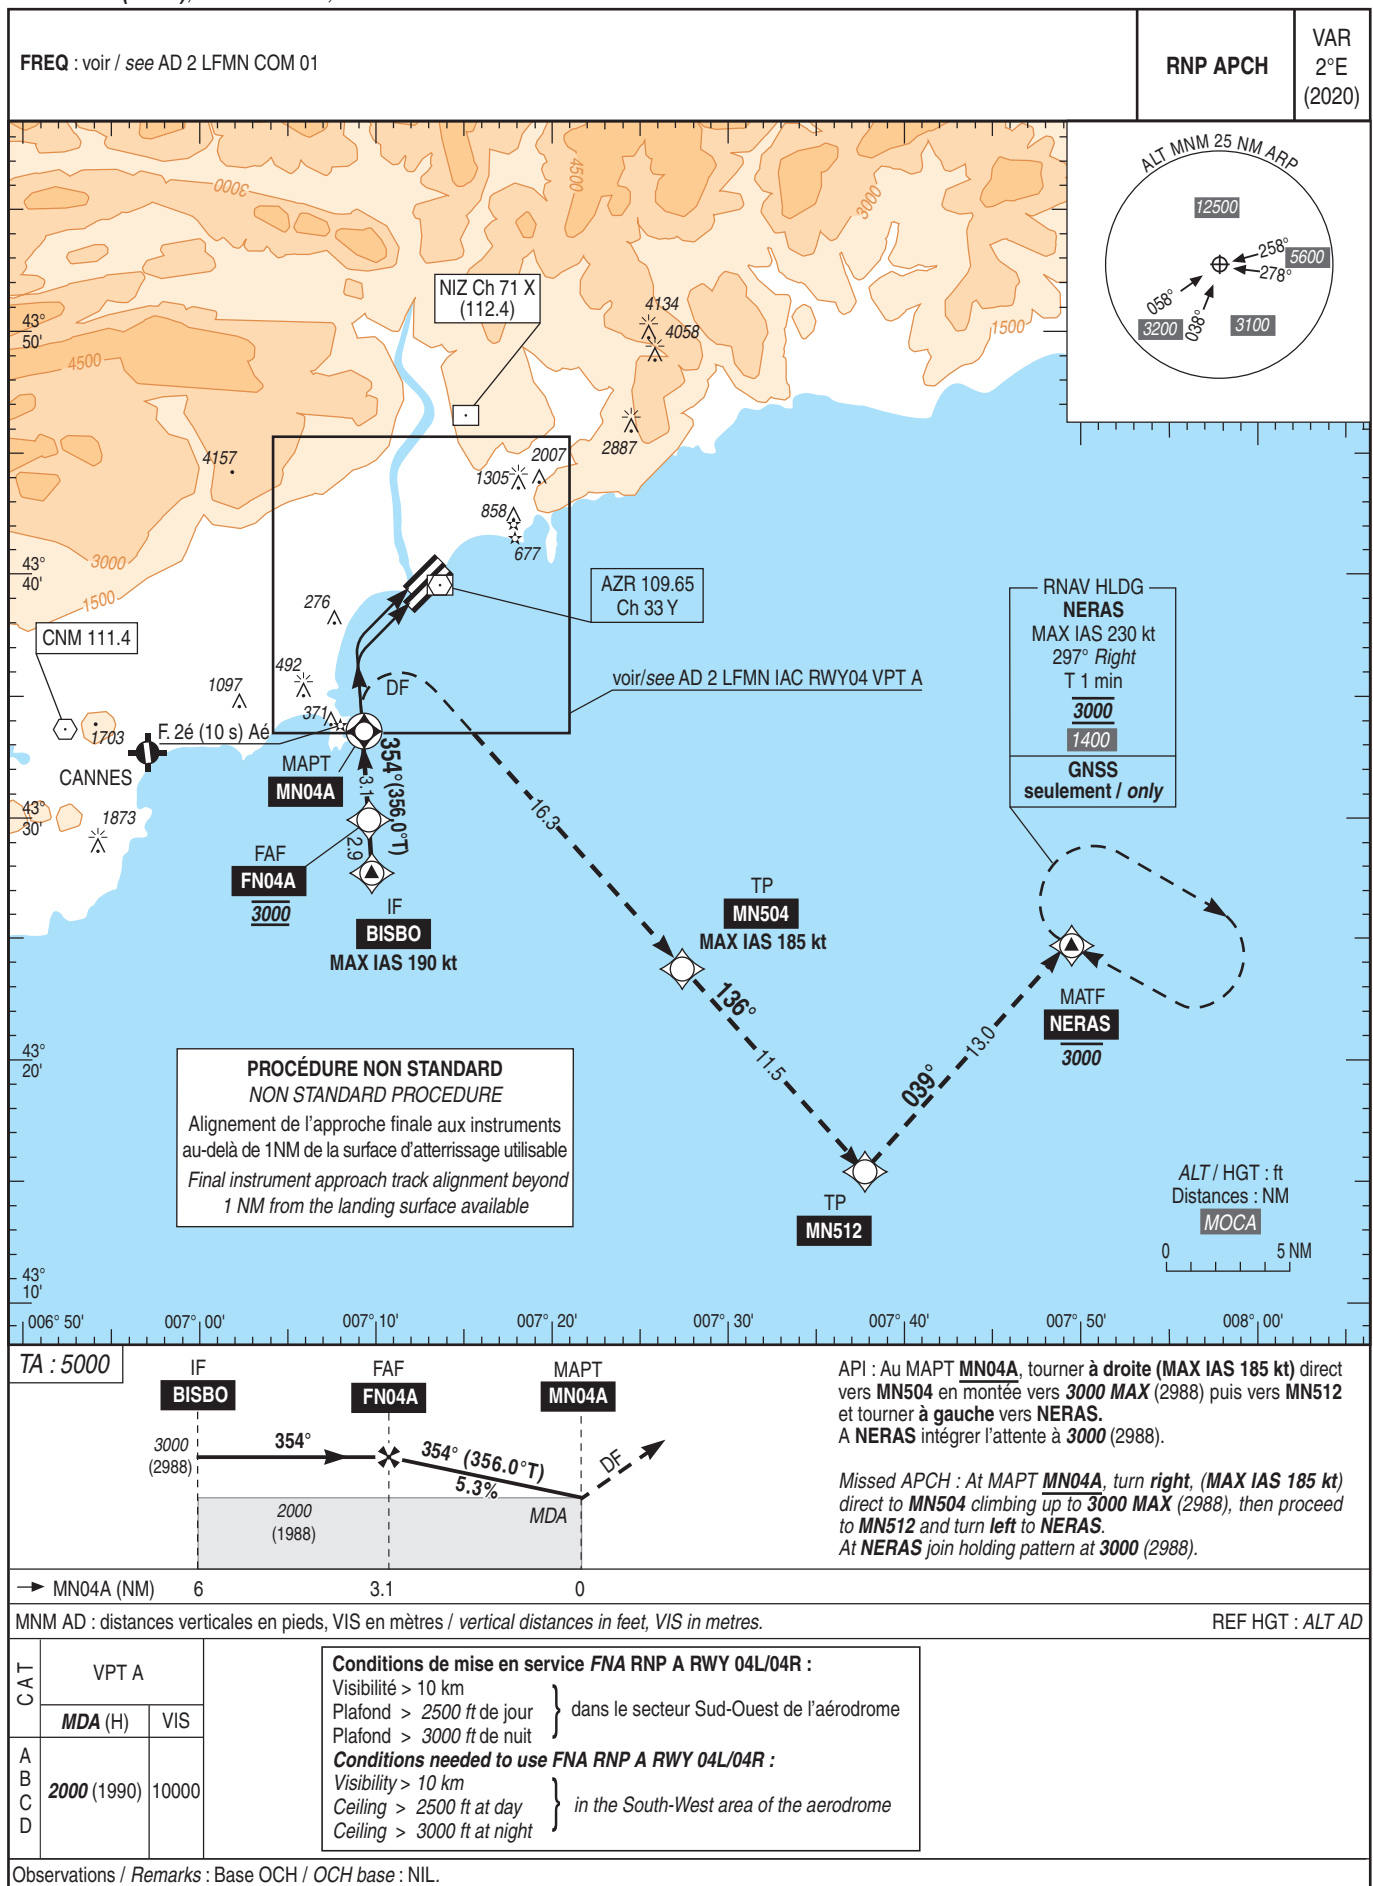 FREQ : voir / see AD 2 LFMN COM 01
RNP APCH
VAR
2°E
(2020)
ALT MNM 25 NM ARP
12500
258°
5600
278°
058°
3200
038°
3100
3000
4500
3000
NIZ Ch 71 X
(112.4)
4134
4058
1500
43°
50'
4500
4157
2887
2007
1305
858
677
43°
40'
3000
1500
AZR 109.65
Ch 33 Y
276
CNM 111.4
492
1097
371
DF
voir/see AD 2 LFMN IAC RWY04 VPT A
F. 2é (10 s) Aé
1703
CANNES
MAPT
MN04A
3.1
354° (356.0°T)
43°
30'
1873
2.9
16.3
FAF
FN04A
3000
IF
BISBO
MAX IAS 190 kt
RNAV HLDG
NERAS
MAX IAS 230 kt
297° Right
T 1 min
3000
1400
GNSS
seulement / only
TP
MN504
MAX IAS 185 kt
136°
11.5
MATF
NERAS
3000
13.0
039°
43°
20'
PROCÉDURE NON STANDARD
NON STANDARD PROCEDURE
Alignement de l'approche finale aux instruments
au-delà de 1NM de la surface d'atterrissage utilisable
Final instrument approach track alignment beyond
1 NM from the landing surface available
TP
MN512
ALT / HGT : ft
Distances : NM
MOCA
0 5 NM
43°
10'
006° 50' 007° 00' 007° 10' 007° 20' 007° 30' 007° 40' 007° 50' 008° 00'
TA : 5000
IF
BISBO
FAF
FN04A
MAPT
MN04A
3000
(2988)
354°
354° (356.0°T)
5.3%
DF
2000
(1988)
MDA
MN04A (NM) 6 3.1 0
API : Au MAPT MN04A, tourner à droite (MAX IAS 185 kt) direct
vers MN504 en montée vers 3000 MAX (2988) puis vers MN512
et tourner à gauche vers NERAS.
A NERAS intégrer l'attente à 3000 (2988).
Missed APCH : At MAPT MN04A, turn right, (MAX IAS 185 kt)
direct to MN504 climbing up to 3000 MAX (2988), then proceed
to MN512 and turn left to NERAS.
At NERAS join holding pattern at 3000 (2988).
MNM AD : distances verticales en pieds, VIS en mètres / vertical distances in feet, VIS in metres.
REF HGT : ALT AD
CAT
VPT A
MDA (H) VIS
A
B
C
D
2000 (1990) 10000
Conditions de mise en service FNA RNP A RWY 04L/04R :
Visibilité > 10 km
Plafond > 2500 ft de jour
Plafond > 3000 ft de nuit
dans le secteur Sud-Ouest de l'aérodrome
Conditions needed to use FNA RNP A RWY 04L/04R :
Visibility > 10 km
Ceiling > 2500 ft at day
Ceiling > 3000 ft at night
in the South-West area of the aerodrome
Observations / Remarks : Base OCH / OCH base : NIL.